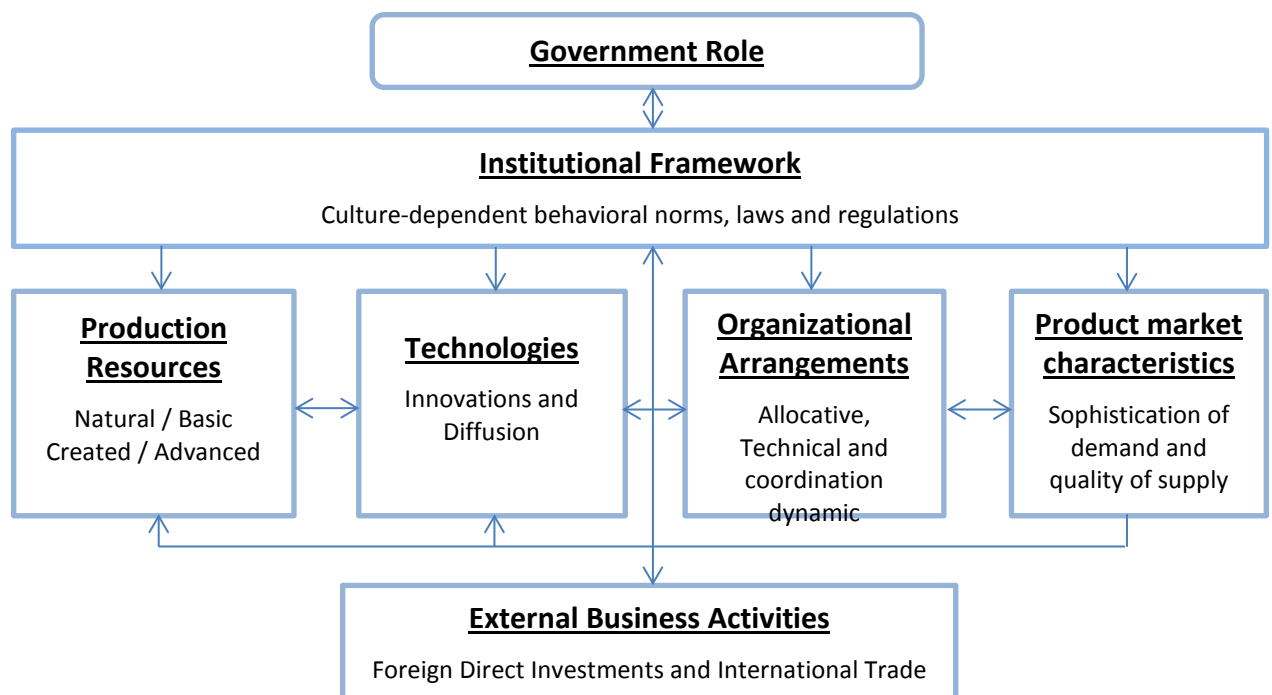 Government Role
Institutional Framework
Culture-dependent behavioral norms, laws and regulations
Production
Resources
Natural / Basic
Created / Advanced
Technologies
Innovations and
Diffusion
Organizational
Arrangements
Allocative,
Technical and
coordination
dynamic
Product market
characteristics
Sophistication of
demand and
quality of supply
External Business Activities
Foreign Direct Investments and International Trade